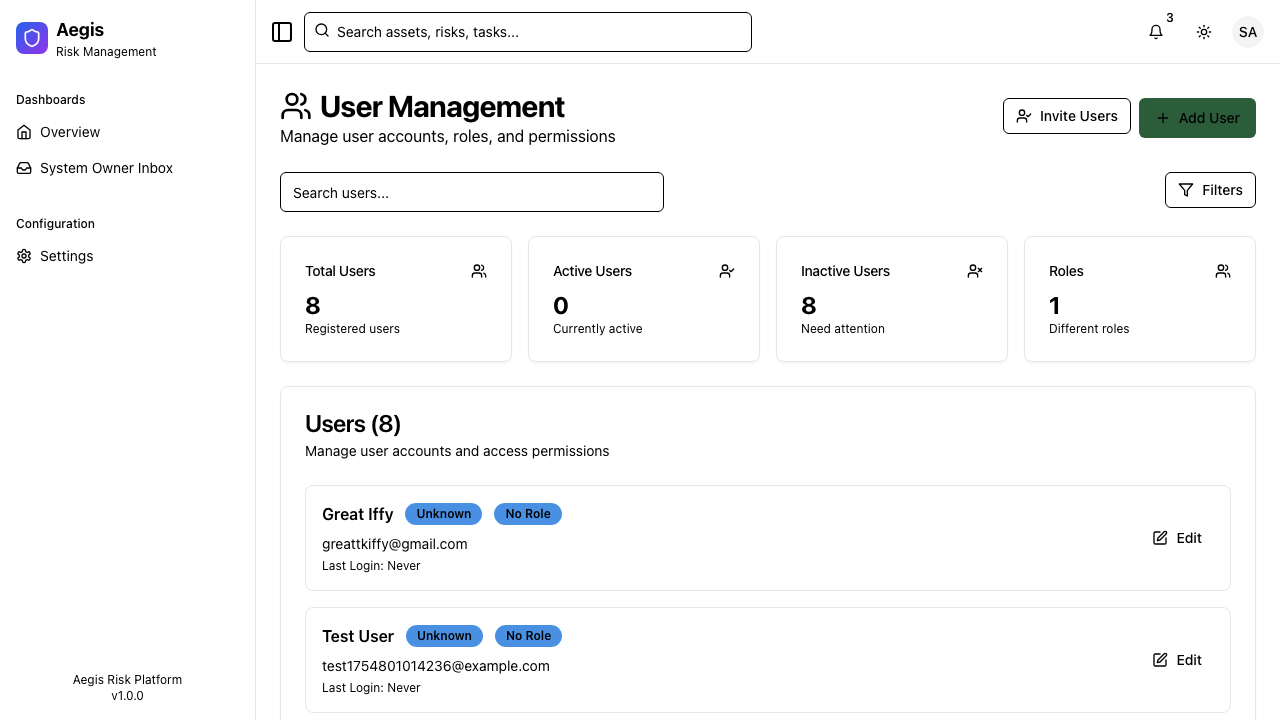 Aegis
Risk Management
Dashboards
Overview
System Owner Inbox
Configuration
Settings
Aegis Risk Platform
v1.0.0
Search assets, risks, tasks...
3
SA
User Management
Manage user accounts, roles, and permissions
Invite Users
Add User
Search users...
Filters
Total Users
8
Registered users
Active Users
0
Currently active
Inactive Users
8
Need attention
Roles
1
Different roles
Users (8)
Manage user accounts and access permissions
Great Iffy Unknown No Role
greattkiffy@gmail.com
Last Login: Never
Edit
Test User Unknown No Role
test1754801014236@example.com
Last Login: Never
Edit